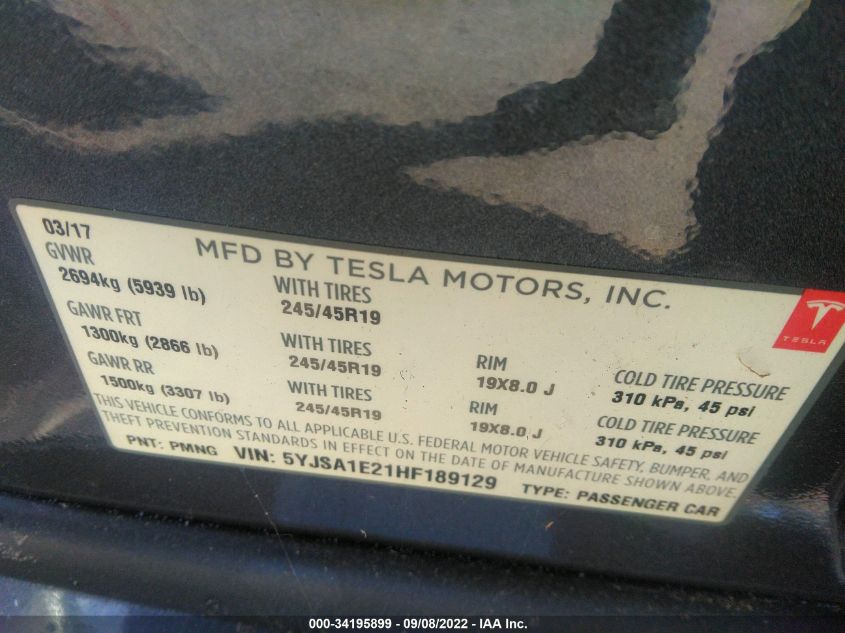 03/17
MFD BY TESLA MOTORS, INC.
GVWR
2694kg (5939 lb)
WITH TIRES
245/45R19
GAWR FRT
1300kg (2866 lb)
WITH TIRES
245/45R19
RIM
19X8.0 J
COLD TIRE PRESSURE
310 kPa, 45 psi
GAWR RR
1500kg (3307 lb)
WITH TIRES
245/45R19
RIM
19X8.0 J
COLD TIRE PRESSURE
310 kPa, 45 psi
THIS VEHICLE CONFORMS TO ALL APPLICABLE U.S. FEDERAL MOTOR VEHICLE SAFETY, BUMPER, AND
THEFT PREVENTION STANDARDS IN EFFECT ON THE DATE OF MANUFACTURE SHOWN ABOVE.
PNT: PMNG VIN: 5YJSA1E21HF189129 TYPE: PASSENGER CAR
TESLA
000-34195899 - 09/08/2022 - IAA Inc.